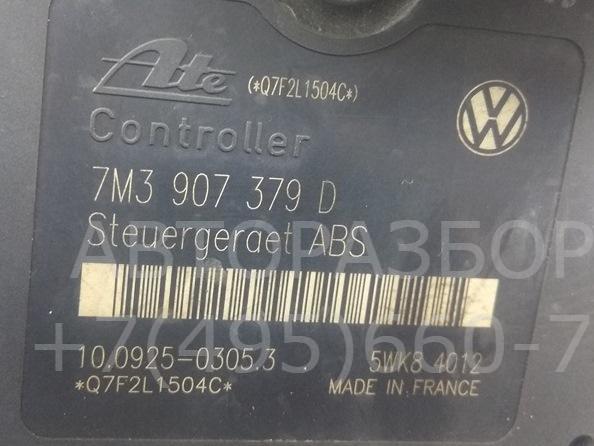 Ate (*Q7F2L1504C*)
Controller
7M3 907 379 D
Steuergeraet ABS
АВТОРАЗБОР
+7(495)660-7
10.0925-0305.3 5WK8 4012
*Q7F2L1504C* MADE IN FRANCE